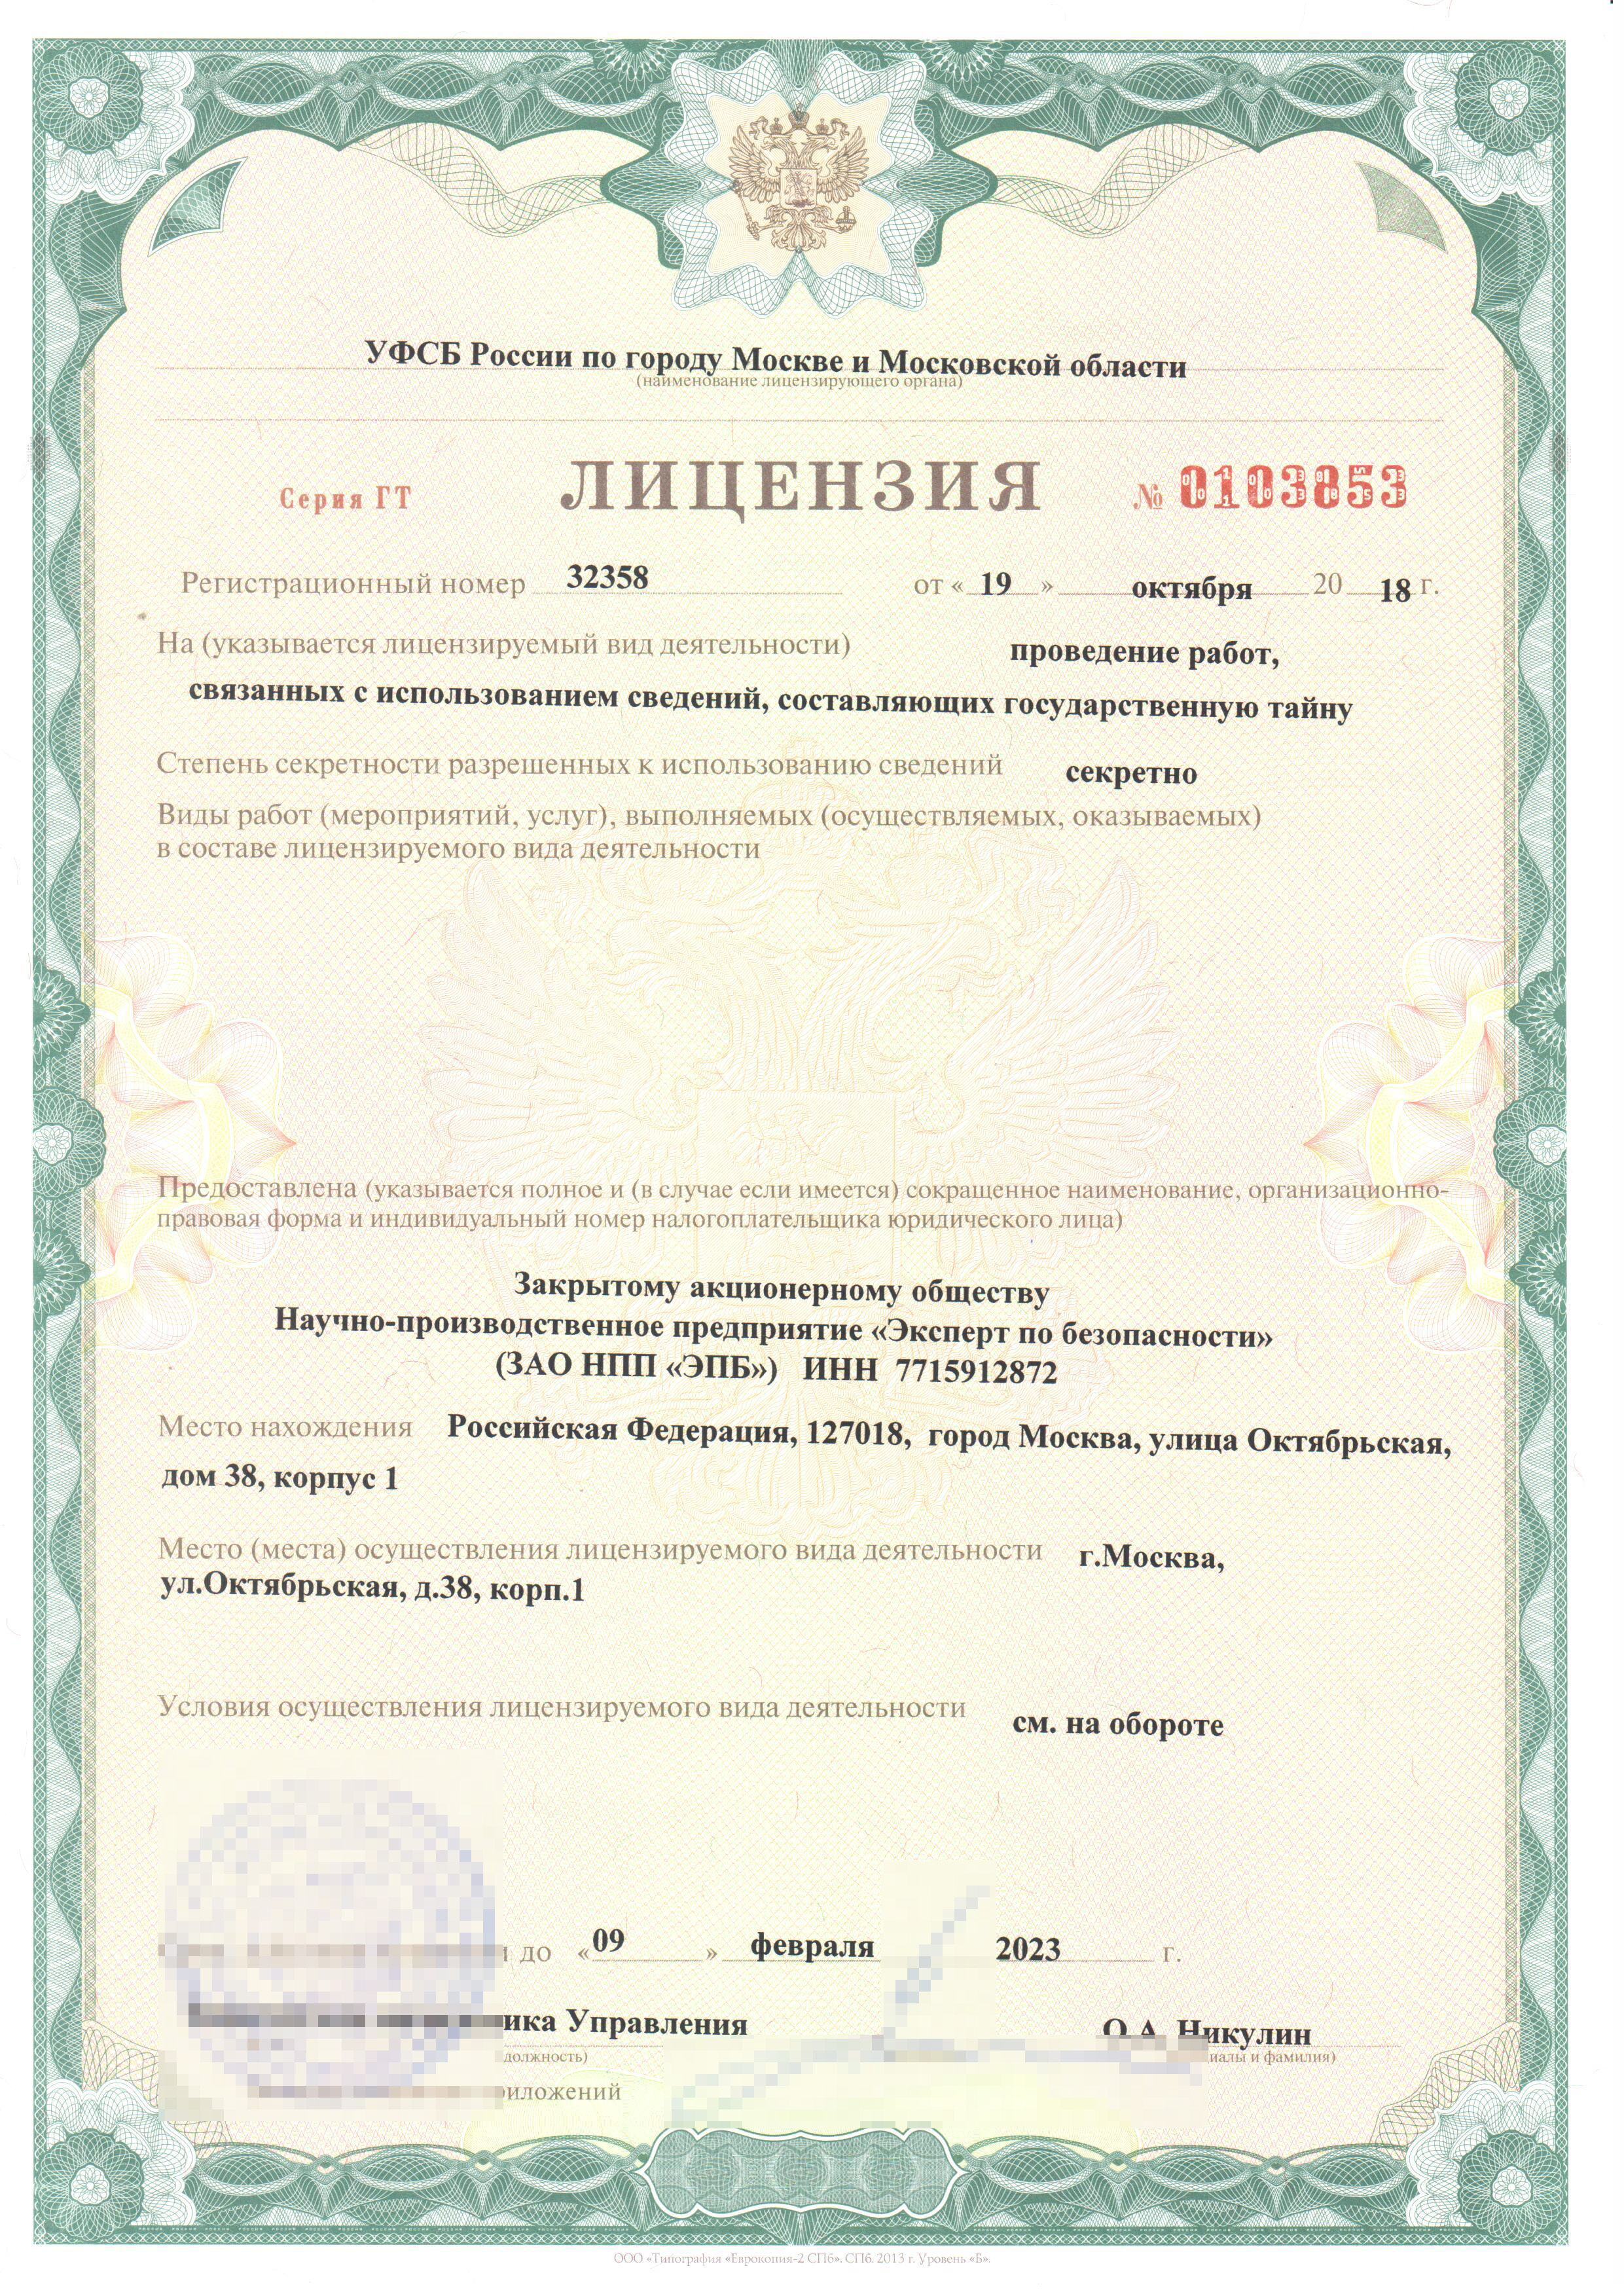 УФСБ России по городу Москве и Московской области
(наименование лицензирующего органа)
Серия ГТ ЛИЦЕНЗИЯ № 0103853
Регистрационный номер 32358 от « 19 » октября 20 18 г.
На (указывается лицензируемый вид деятельности) проведение работ,
связанных с использованием сведений, составляющих государственную тайну
Степень секретности разрешенных к использованию сведений секретно
Виды работ (мероприятий, услуг), выполняемых (осуществляемых, оказываемых)
в составе лицензируемого вида деятельности
Предоставлена (указывается полное и (в случае если имеется) сокращенное наименование, организационно-
правовая форма и индивидуальный номер налогоплательщика юридического лица)
Закрытому акционерному обществу
Научно-производственное предприятие «Эксперт по безопасности»
(ЗАО НПП «ЭПБ») ИНН 7715912872
Место нахождения Российская Федерация, 127018, город Москва, улица Октябрьская,
дом 38, корпус 1
Место (места) осуществления лицензируемого вида деятельности г.Москва,
ул.Октябрьская, д.38, корп.1
Условия осуществления лицензируемого вида деятельности см. на обороте
до «09» февраля 2023 г.
ика Управления О.А. Никулин
должность) иалы и фамилия)
риложений
ООО «Типография «Еврокопия-2 СПб». СПб. 2013 г. Уровень «Б».